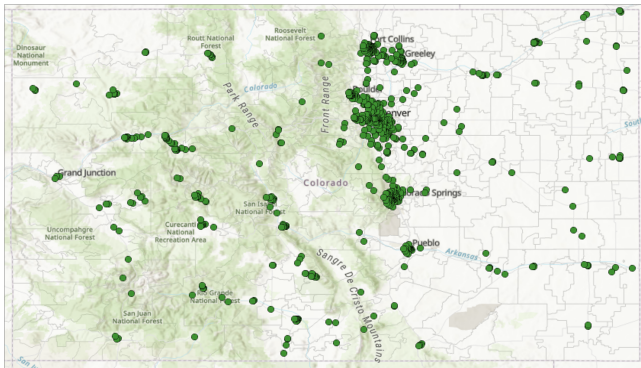 Roosevelt
National Forest
Routt National
Forest
Dinosaur
National
Monument
Fort Collins
Greeley
Park Range
Colorado
Front Range
Boulder
Denver
South
Grand Junction
Colorado
Colorado Springs
San Isabel
National Forest
Curecanti
National
Recreation Area
Uncompahgre
National Forest
Pueblo
Arkansas
Sangre De Cristo Mountains
Rio Grande
National Forest
San Juan
National Forest
San